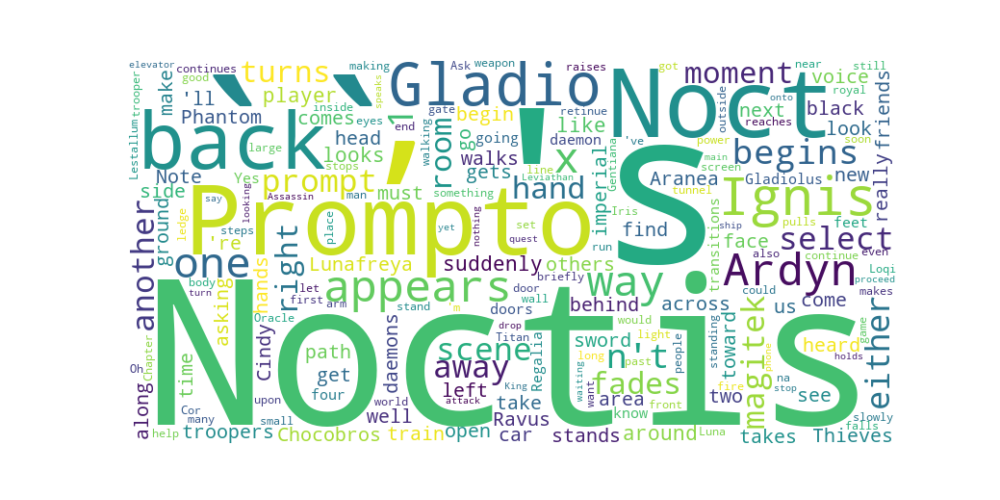 elevator continues making Ask weapon raises got near still
trooper good turns Gladio Noct moment voice
'll player speaks damon onto
make inside gate retinue outside royal
Phantom comes eyes end begin like 've next black friends
Lestallum back `` ' 1 going
head room go x reaches look
large walking daemon power soon
looks walks line Leviathan begins main
Note Yes stops gets imperial Gentiana screen really
side prompt must hand Aranea Gladiolus new
Assassin man something Iris tunnel pulls feet
looking Prompto 's Ignis
say nothing quest set run find face also continue even
ledge steps place yet transitions ship
another ground 're right select
one Lunafreya suddenly others briefly Ardyn Loqi
body hands let appears way could proceed
turn first arm door wall behind across us come makes
asking Oracle stand doors
Noctis 'm drop would toward heard game
Oh Chapter time Cindy path daemons scene Titan sword light standing holds either
get away n't past people magitek phone
four left Regalia long fades two na see
along Cor upon world King take waiting want area fire stop slowly
many small well attack Ravus know front falls
help troopers Chocobros train open car stands around Luna takes Thieves